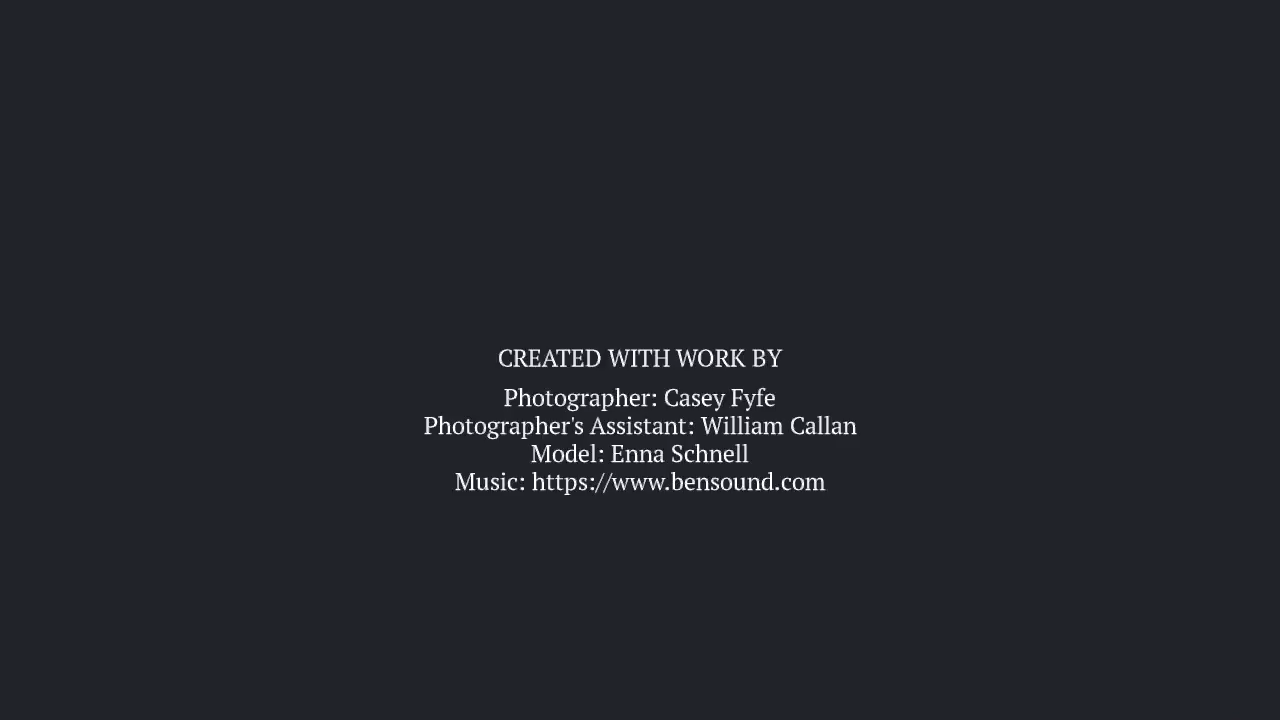 CREATED WITH WORK BY
Photographer: Casey Fyfe
Photographer's Assistant: William Callan
Model: Enna Schnell
Music: https://www.bensound.com